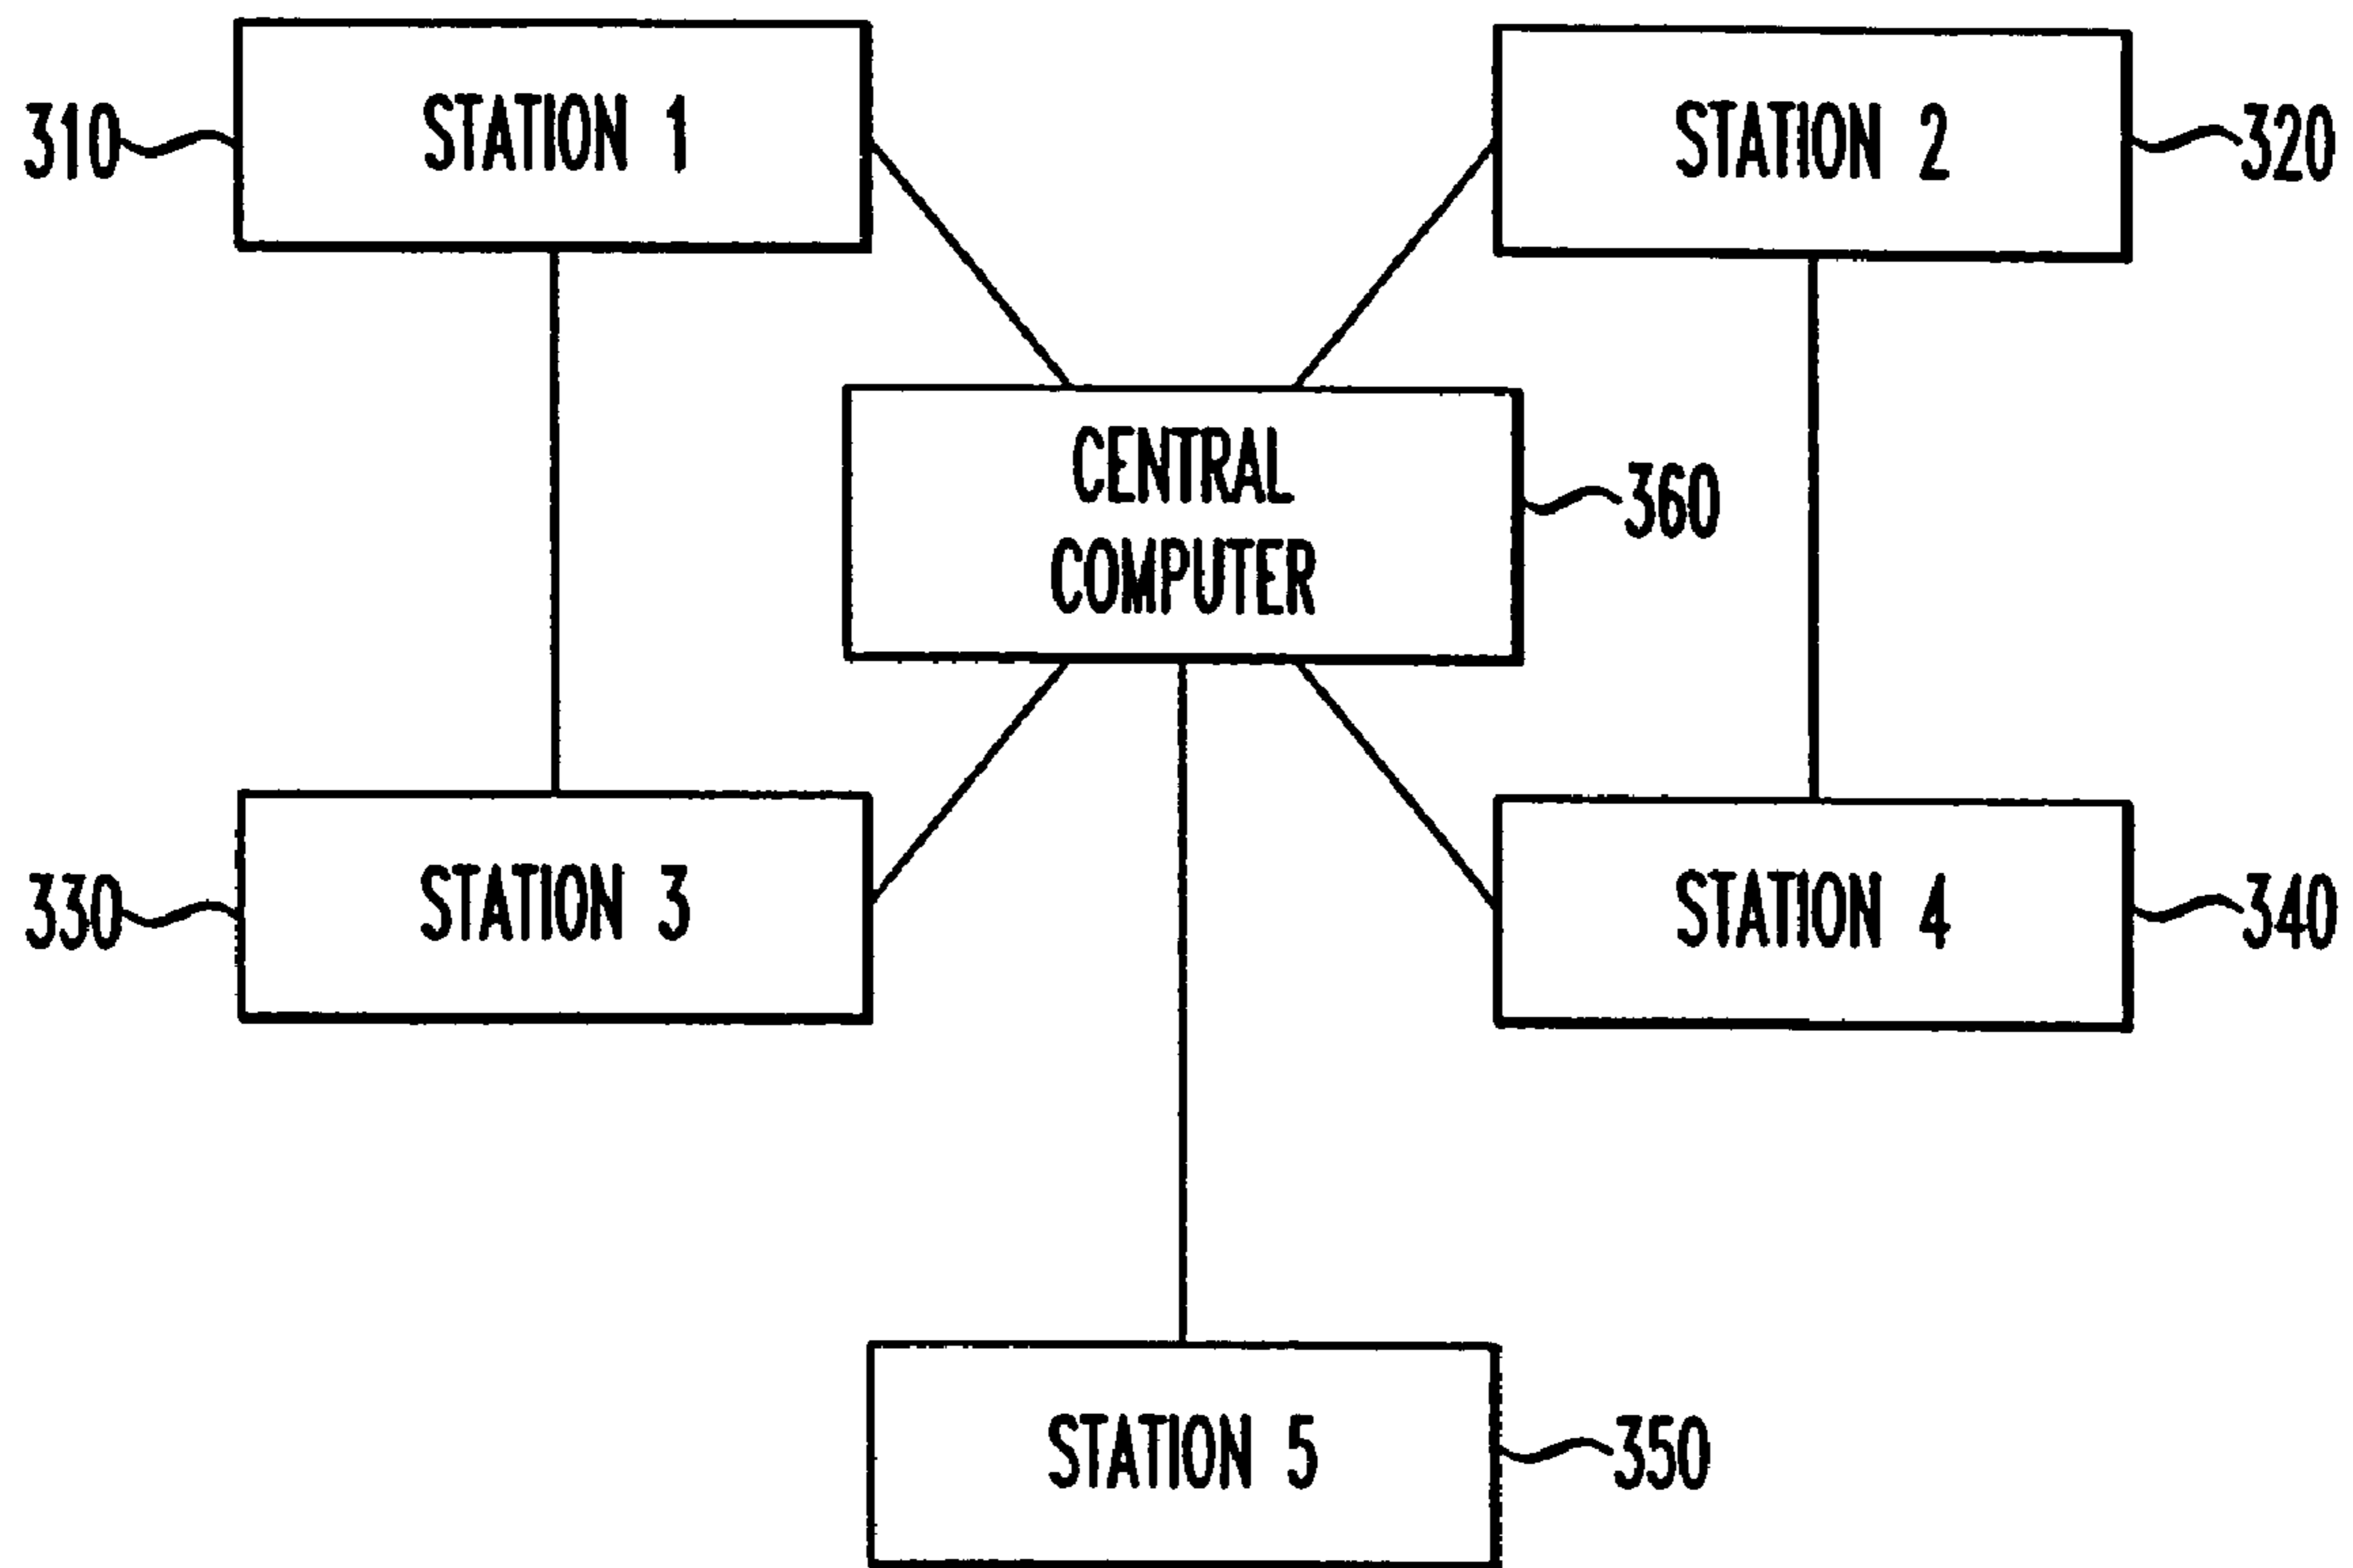 310
STATION 1
STATION 2
320
CENTRAL
COMPUTER
360
330
STATION 3
STATION 4
340
STATION 5
350